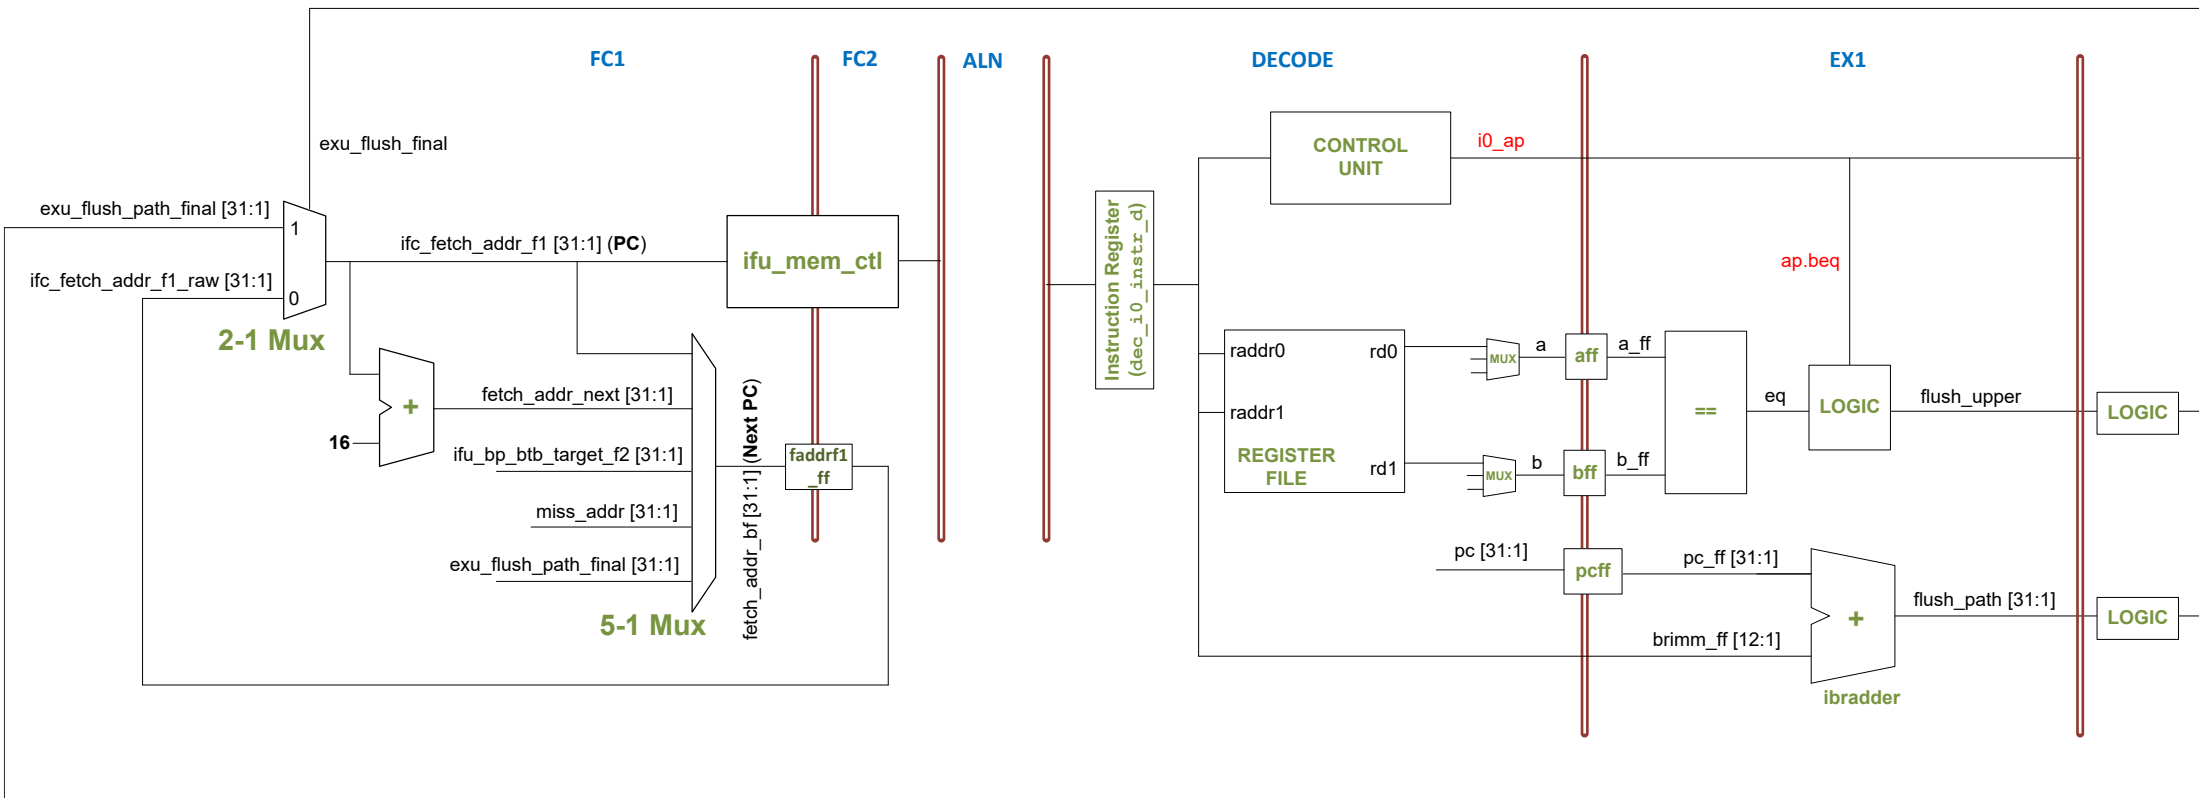 FC1
FC2
ALN
DECODE
EX1
exu_flush_final
exu_flush_path_final [31:1]
1
ifc_fetch_addr_f1_raw [31:1]
0
2-1 Mux
ifc_fetch_addr_f1 [31:1] (PC)
ifu_mem_ctl
+
16
fetch_addr_next [31:1]
ifu_bp_btb_target_f2 [31:1]
miss_addr [31:1]
exu_flush_path_final [31:1]
5-1 Mux
fetch_addr_bf [31:1] (Next PC)
faddrf1
_ff
Instruction Register
(dec_i0_instr_d)
CONTROL
UNIT
i0_ap
raddr0
rd0
raddr1
REGISTER
FILE
rd1
MUX
a
aff
a_ff
MUX
b
bff
b_ff
==
eq
ap.beq
LOGIC
flush_upper
LOGIC
pc [31:1]
pcff
pc_ff [31:1]
brimm_ff [12:1]
+
ibradder
flush_path [31:1]
LOGIC